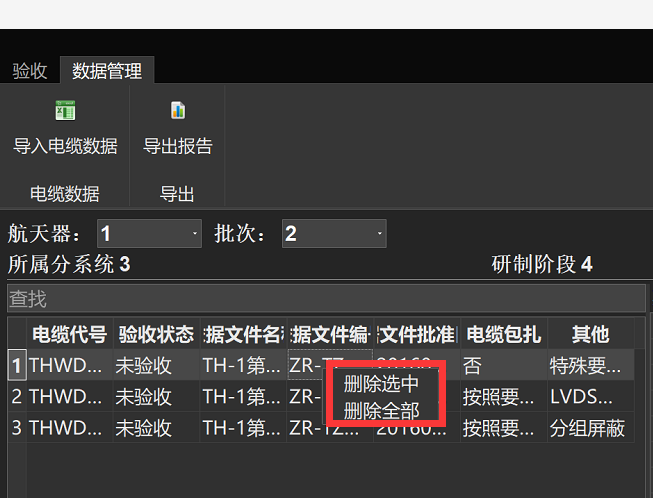 验收 数据管理
导入电缆数据 导出报告
电缆数据 导出
航天器： 1 批次： 2
所属分系统 3 研制阶段 4
查找
电缆代号 验收状态 据文件名称 据文件编号 文件批准 电缆包扎 其他
1 THWD... 未验收 TH-1第... ZR-TZ... 20160... 否 特殊要...
删除选中
2 THWD... 未验收 TH-1第... 按照要... LVDS...
删除全部
3 THWD... 未验收 TH-1第... ZR-TZ... 20160... 按照要... 分组屏蔽